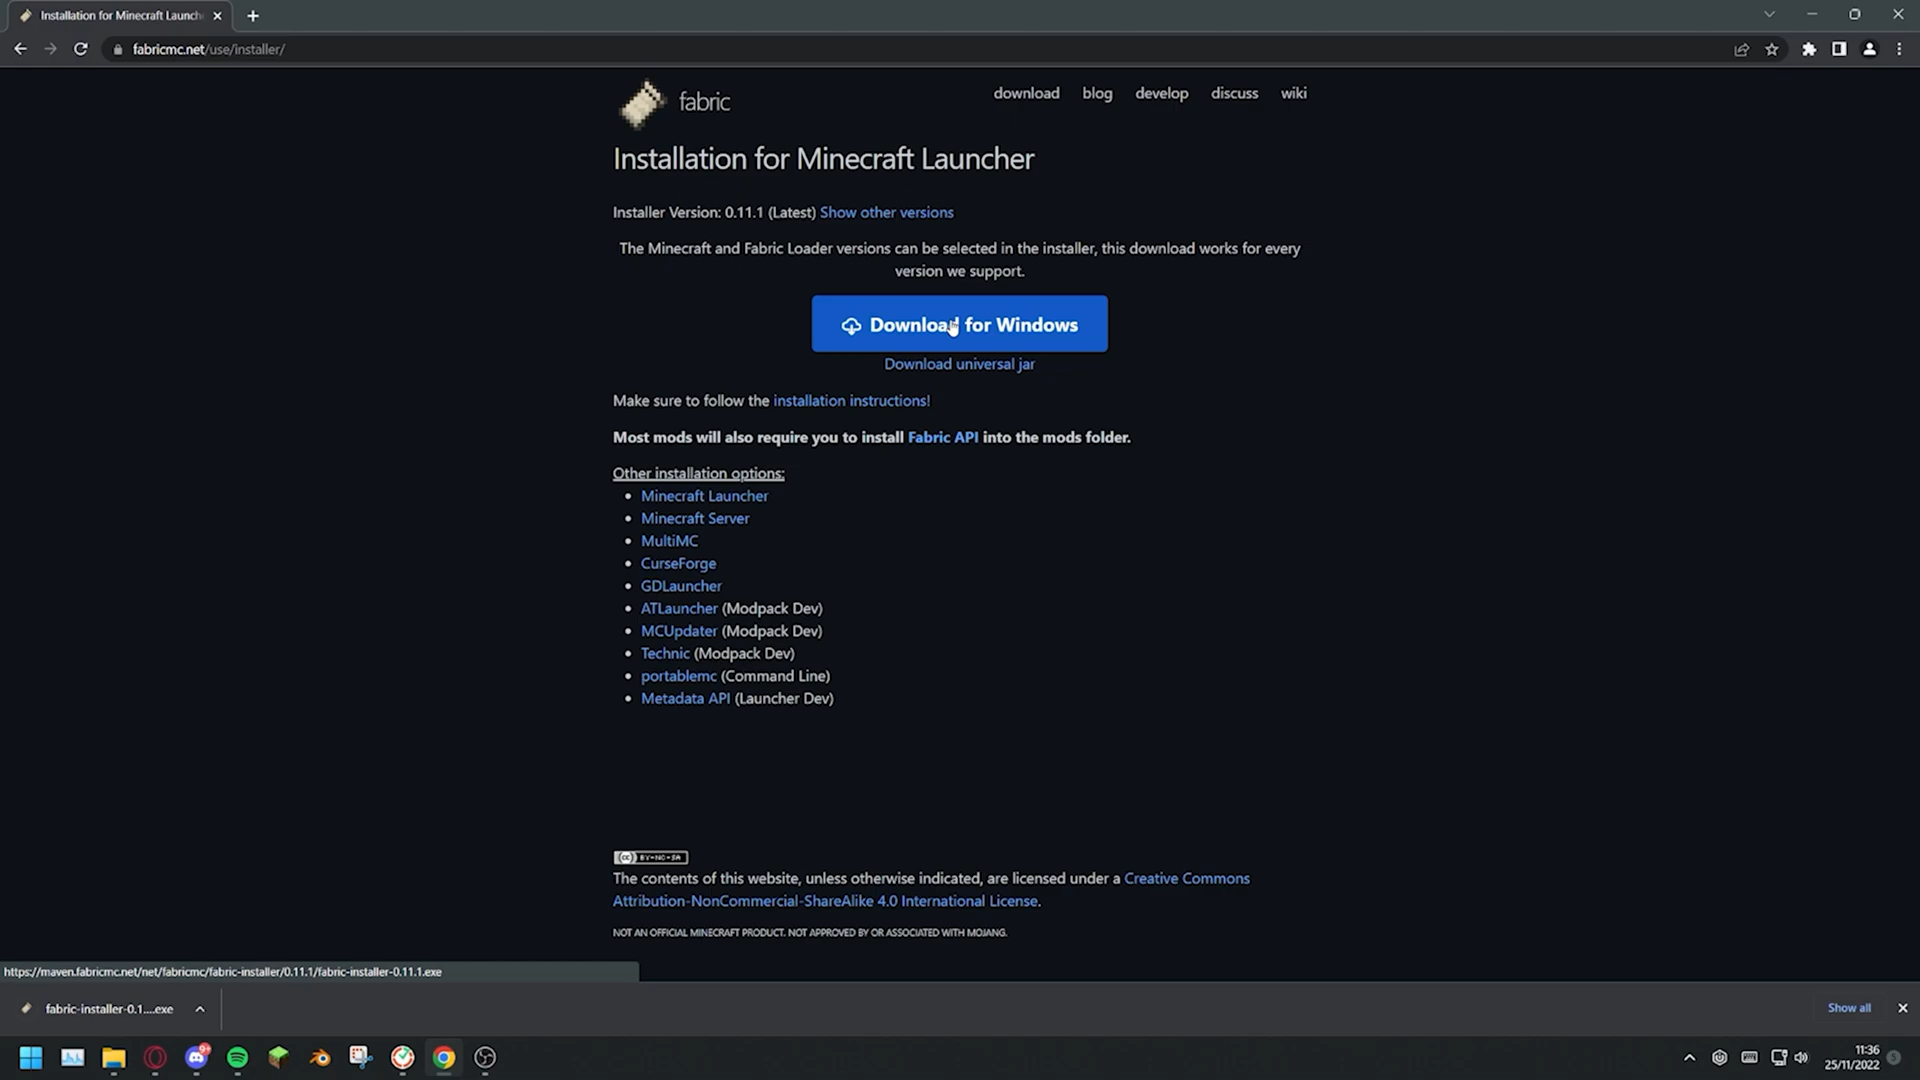 Installation for Minecraft Launch
fabricmc.net/use/installer/
fabric
download blog develop discuss wiki
Installation for Minecraft Launcher
Installer Version: 0.11.1 (Latest) Show other versions
The Minecraft and Fabric Loader versions can be selected in the installer, this download works for every
version we support.
Download for Windows
Download universal jar
Make sure to follow the installation instructions!
Most mods will also require you to install Fabric API into the mods folder.
Other installation options:
Minecraft Launcher
Minecraft Server
MultiMC
CurseForge
GDLauncher
ATLauncher (Modpack Dev)
MCUpdater (Modpack Dev)
Technic (Modpack Dev)
portablemc (Command Line)
Metadata API (Launcher Dev)
cc BY-NC-SA
The contents of this website, unless otherwise indicated, are licensed under a Creative Commons
Attribution-NonCommercial-ShareAlike 4.0 International License.
NOT AN OFFICIAL MINECRAFT PRODUCT. NOT APPROVED BY OR ASSOCIATED WITH MOJANG.
https://maven.fabricmc.net/net/fabricmc/fabric-installer/0.11.1/fabric-installer-0.11.1.exe
fabric-installer-0.1....exe
Show all
9+
11:36
25/11/2022